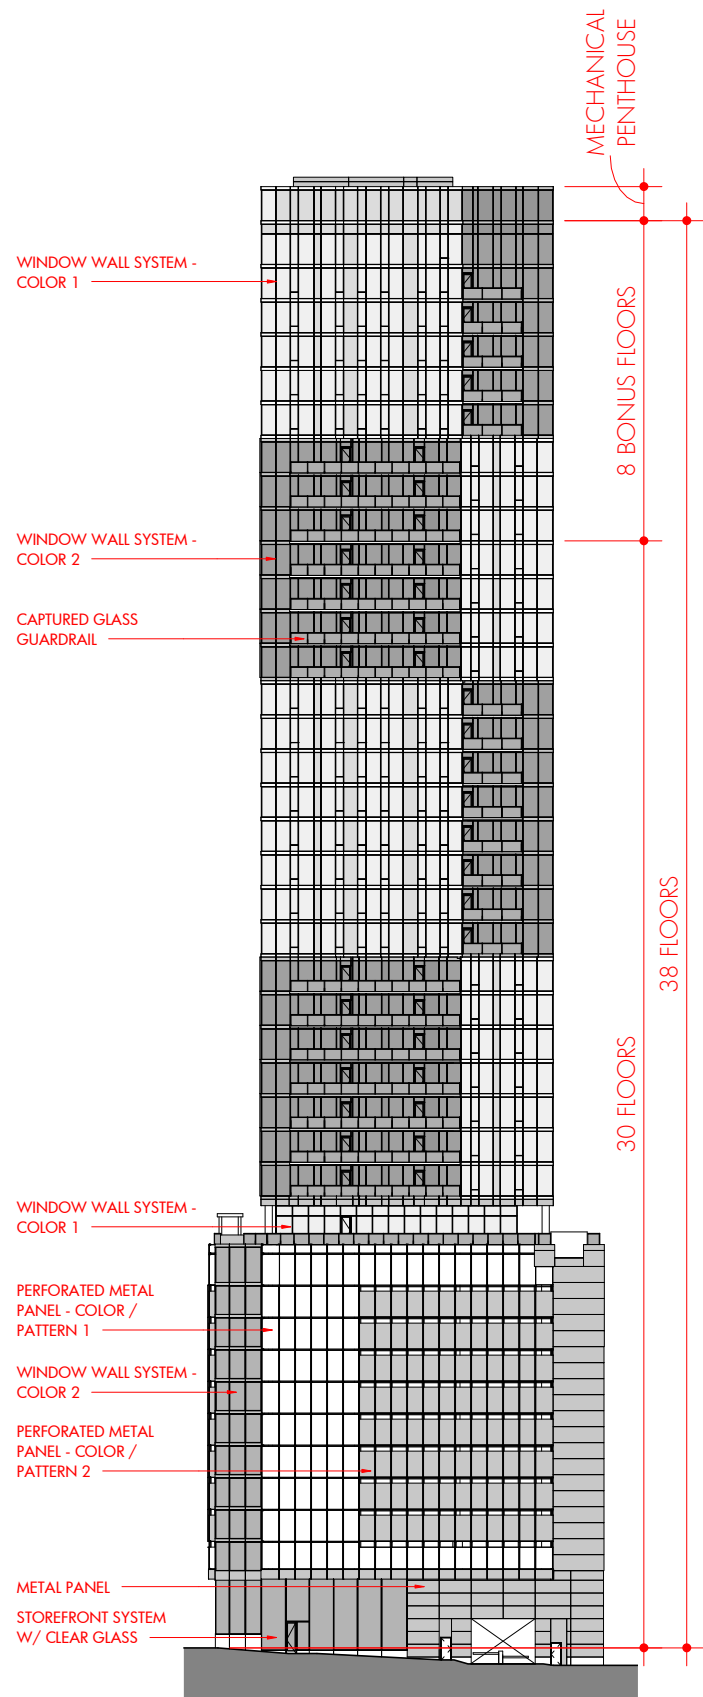 MECHANICAL
PENTHOUSE
WINDOW WALL SYSTEM -
COLOR 1
8 BONUS FLOORS
WINDOW WALL SYSTEM -
COLOR 2
CAPTURED GLASS
GUARDRAIL
38 FLOORS
30 FLOORS
WINDOW WALL SYSTEM -
COLOR 1
PERFORATED METAL
PANEL - COLOR /
PATTERN 1
WINDOW WALL SYSTEM -
COLOR 2
PERFORATED METAL
PANEL - COLOR /
PATTERN 2
METAL PANEL
STOREFRONT SYSTEM
W/ CLEAR GLASS